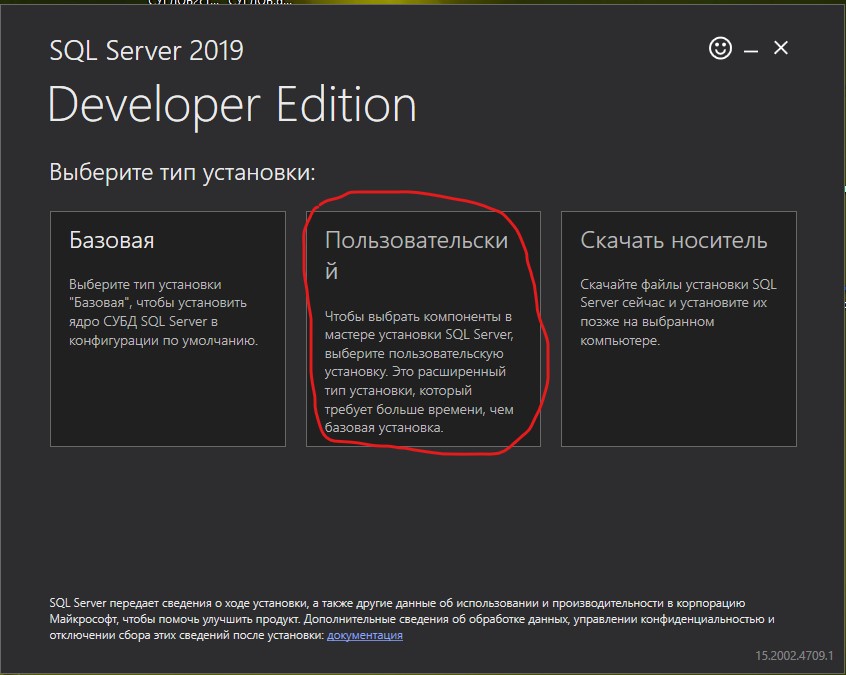 SQL Server 2019
Developer Edition
Выберите тип установки:
Базовая
Выберите тип установки
"Базовая", чтобы установить
ядро СУБД SQL Server в
конфигурации по умолчанию.
Пользовательски
й
Чтобы выбрать компоненты в
мастере установки SQL Server,
выберите пользовательскую
установку. Это расширенный
тип установки, который
требует больше времени, чем
базовая установка.
Скачать носитель
Скачайте файлы установки SQL
Server сейчас и установите их
позже на выбранном
компьютере.
SQL Server передает сведения о ходе установки, а также другие данные об использовании и производительности в корпорацию
Майкрософт, чтобы помочь улучшить продукт. Дополнительные сведения об обработке данных, управлении конфиденциальностью и
отключении сбора этих сведений после установки: документация
15.2002.4709.1